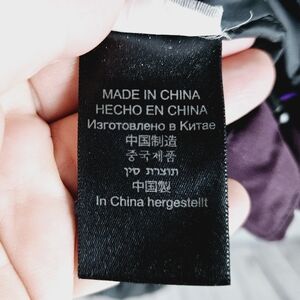 MADE IN CHINA
HECHO EN CHINA
Изготовлено в Китае
中国制造
중국제품
תוצרת סין
中国製
In China hergestellt